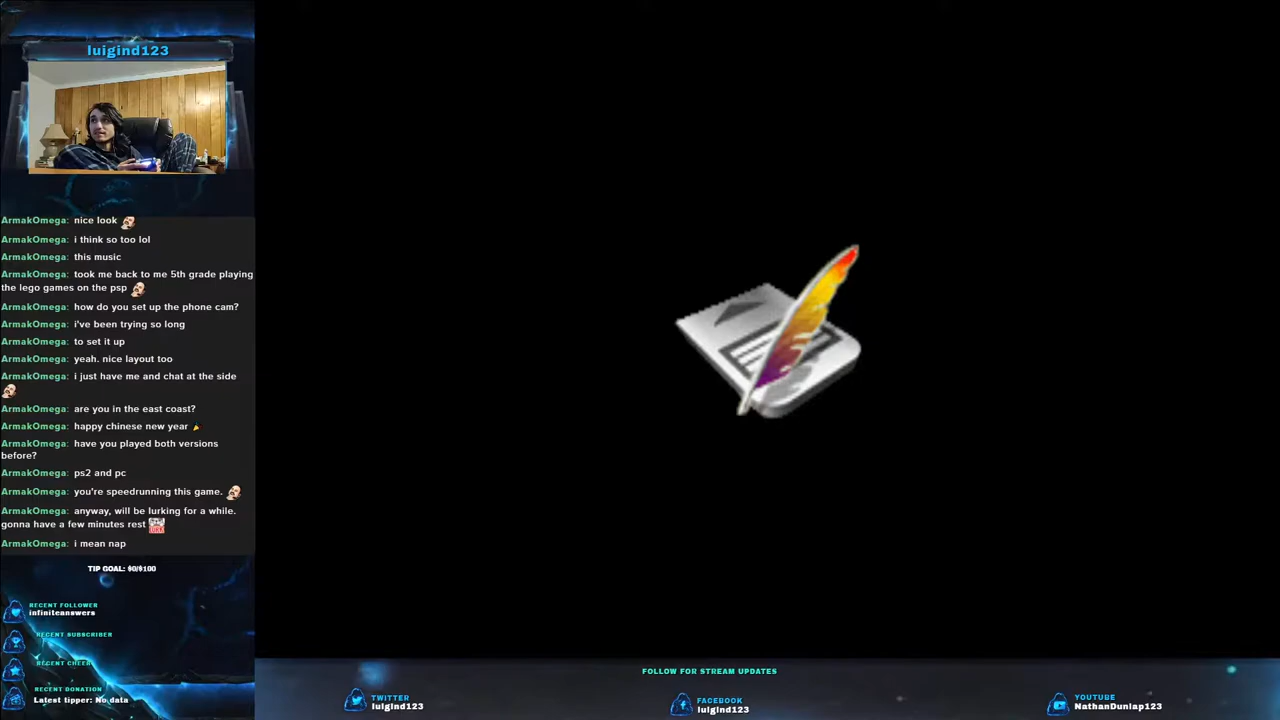 luigind123
ArmakOmega: nice look
ArmakOmega: i think so too lol
ArmakOmega: this music
ArmakOmega: took me back to me 5th grade playing
the lego games on the psp
ArmakOmega: how do you set up the phone cam?
ArmakOmega: i've been trying so long
ArmakOmega: to set it up
ArmakOmega: yeah. nice layout too
ArmakOmega: i just have me and chat at the side
ArmakOmega: are you in the east coast?
ArmakOmega: happy chinese new year
ArmakOmega: have you played both versions
before?
ArmakOmega: ps2 and pc
ArmakOmega: you're speedrunning this game.
ArmakOmega: anyway, will be lurking for a while.
gonna have a few minutes rest
ArmakOmega: i mean nap
TIP GOAL: $0/$100
RECENT FOLLOWER
infiniteanswers
RECENT SUBSCRIBER
RECENT CHEER
RECENT DONATION
Latest tipper: No data
FOLLOW FOR STREAM UPDATES
TWITTER
luigind123
FACEBOOK
luigind123
YOUTUBE
NathanDunlap123